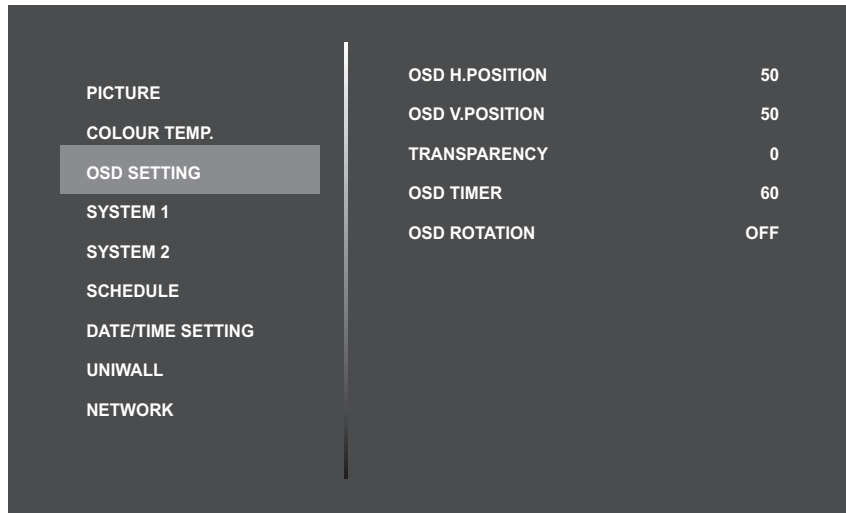 PICTURE
COLOUR TEMP.
OSD SETTING
SYSTEM 1
SYSTEM 2
SCHEDULE
DATE/TIME SETTING
UNIWALL
NETWORK
OSD H.POSITION 50
OSD V.POSITION 50
TRANSPARENCY 0
OSD TIMER 60
OSD ROTATION OFF